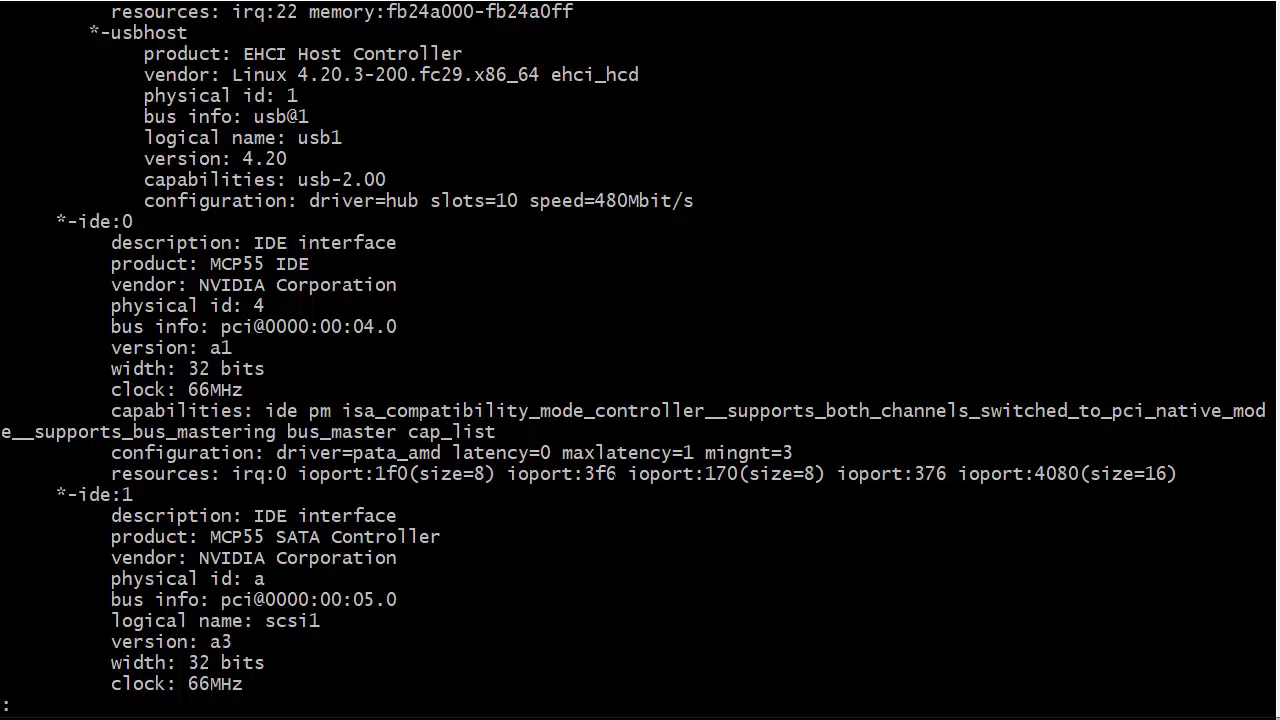 resources: irq:22 memory:fb24a000-fb24a0ff
*-usbhost
product: EHCI Host Controller
vendor: Linux 4.20.3-200.fc29.x86_64 ehci_hcd
physical id: 1
bus info: usb@1
logical name: usb1
version: 4.20
capabilities: usb-2.00
configuration: driver=hub slots=10 speed=480Mbit/s
*-ide:0
description: IDE interface
product: MCP55 IDE
vendor: NVIDIA Corporation
physical id: 4
bus info: pci@0000:00:04.0
version: a1
width: 32 bits
clock: 66MHz
capabilities: ide pm isa_compatibility_mode_controller__supports_both_channels_switched_to_pci_native_mod
e__supports_bus_mastering bus_master cap_list
configuration: driver=pata_amd latency=0 maxlatency=1 mingnt=3
resources: irq:0 ioport:1f0(size=8) ioport:3f6 ioport:170(size=8) ioport:376 ioport:4080(size=16)
*-ide:1
description: IDE interface
product: MCP55 SATA Controller
vendor: NVIDIA Corporation
physical id: a
bus info: pci@0000:00:05.0
logical name: scsi1
version: a3
width: 32 bits
clock: 66MHz
: